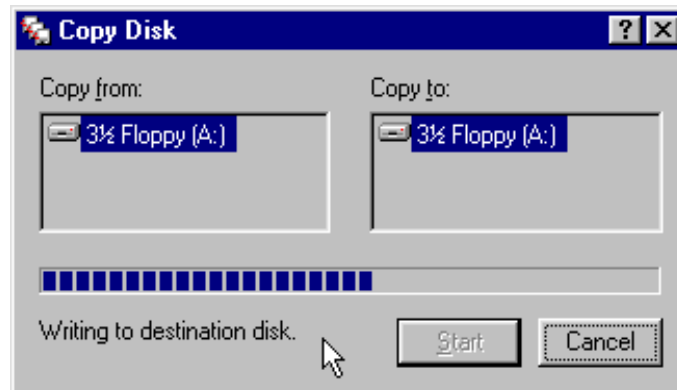 Copy Disk
Copy from:
Copy to:
3½ Floppy (A:)
3½ Floppy (A:)
Writing to destination disk.
Start
Cancel